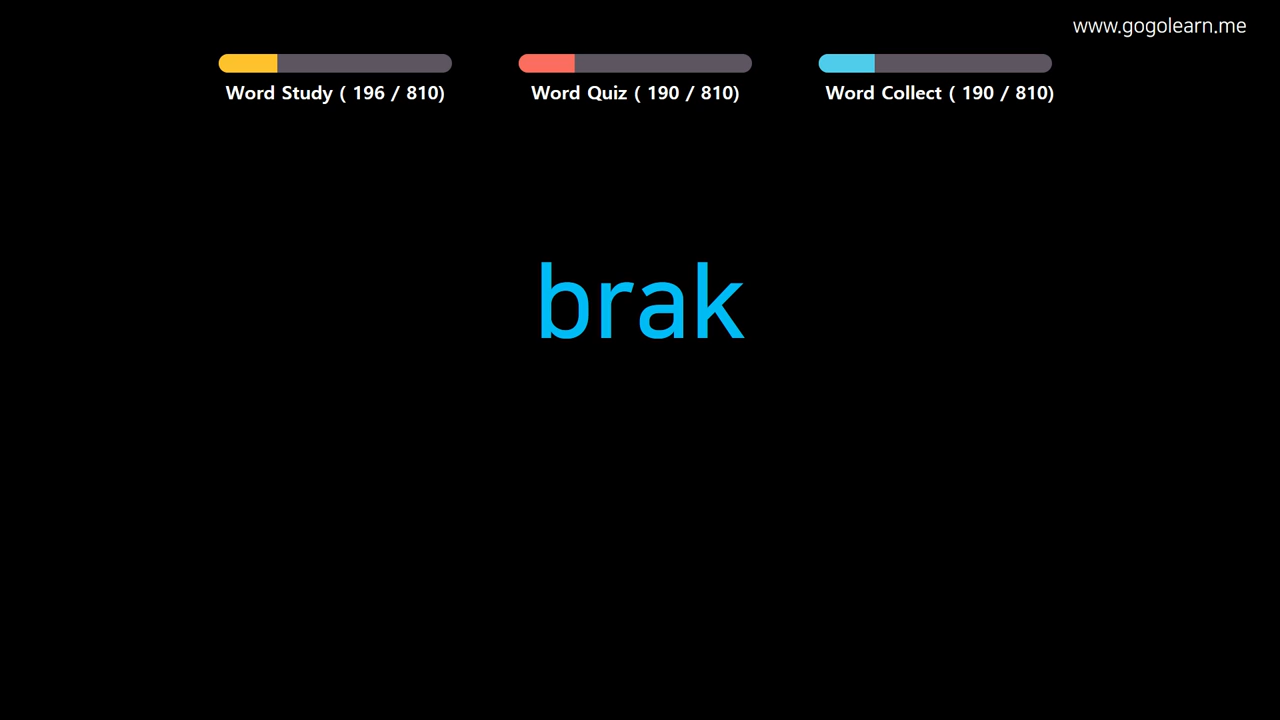 www.gogolearn.me
Word Study ( 196 / 810) Word Quiz ( 190 / 810) Word Collect ( 190 / 810)
brak